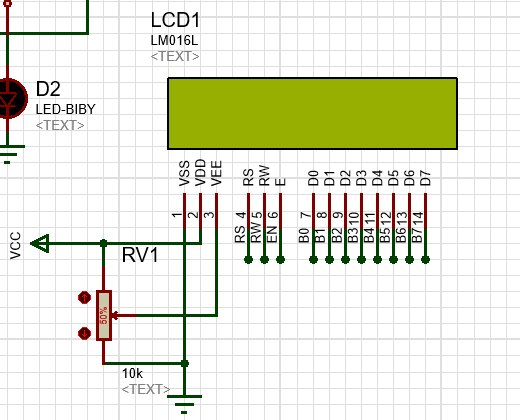 LCD1
LM016L
<TEXT>
D2
LED-BIBY
<TEXT>
VSS
VDD
VEE
RS
RW
E
D0
D1
D2
D3
D4
D5
D6
D7
1
2
3
4
5
6
7
8
9
10
11
12
13
14
RS
RW
EN
B0
B1
B2
B3
B4
B5
B6
B7
VCC
RV1
50%
10k
<TEXT>